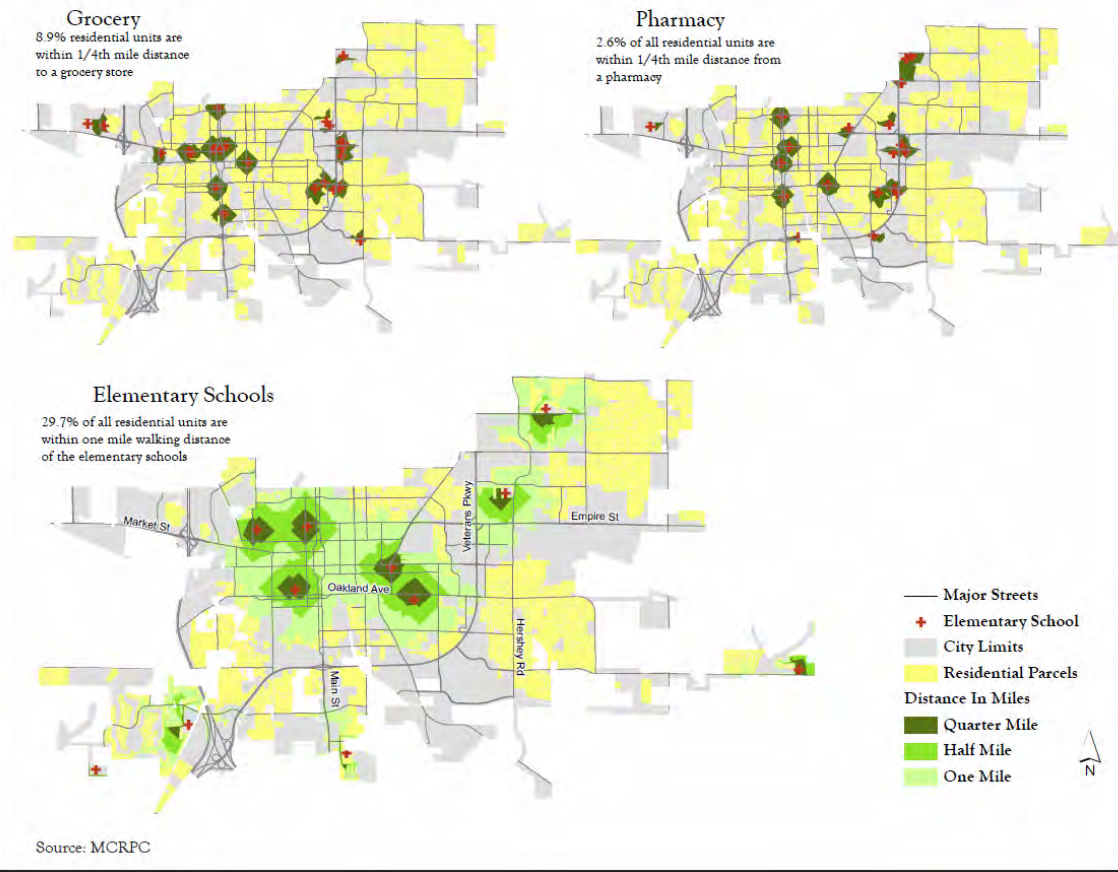 Grocery
8.9% residential units are
within 1/4th mile distance
to a grocery store
Pharmacy
2.6% of all residential units are
within 1/4th mile distance from
a pharmacy
Elementary Schools
29.7% of all residential units are
within one mile walking distance
of the elementary schools
Market St
Veterans Pkwy
Empire St
Oakland Ave
Hershey Rd
Main St
Major Streets
Elementary School
City Limits
Residential Parcels
Distance In Miles
Quarter Mile
Half Mile
One Mile
N
Source: MCRPC